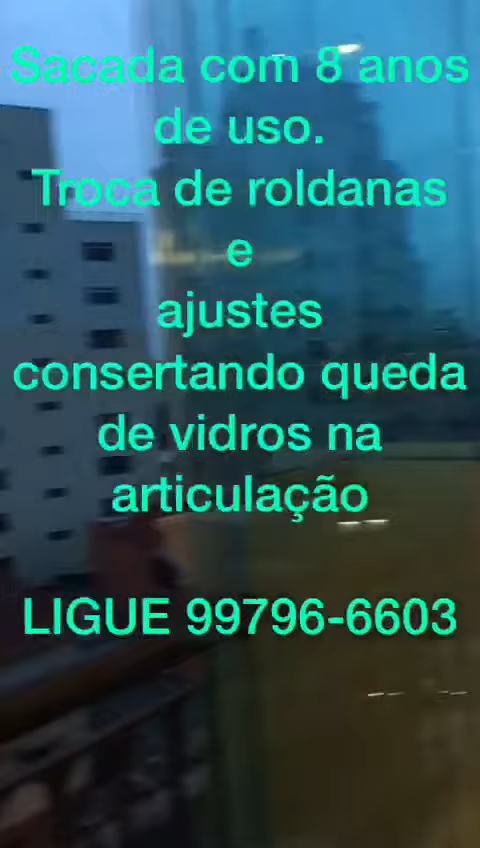 Sacada com 8 anos
de uso.
Troca de roldanas
e
ajustes
consertando queda
de vidros na
articulação
LIGUE 99796-6603